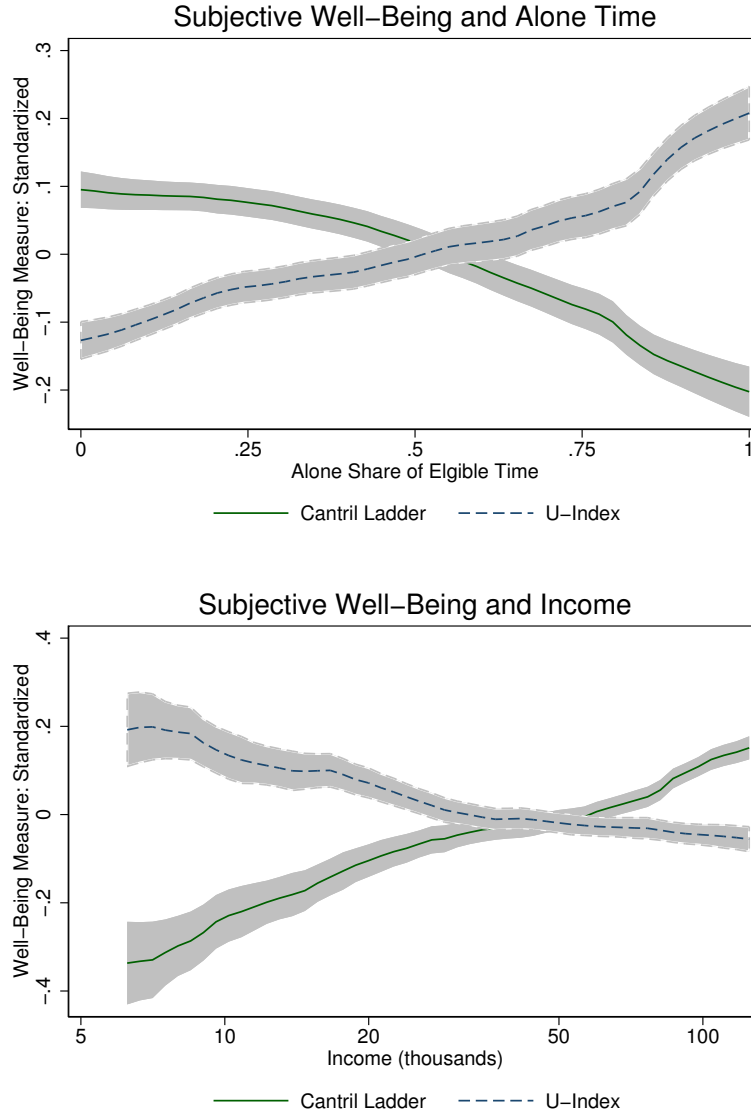 Subjective Well−Being and Alone Time
Well−Being Measure: Standardized
.3
.2
.1
0
−.1
−.2
0 .25 .5 .75 1
Alone Share of Elgible Time
Cantril Ladder U−Index
Subjective Well−Being and Income
Well−Being Measure: Standardized
.4
.2
0
−.2
−.4
5 10 20 50 100
Income (thousands)
Cantril Ladder U−Index